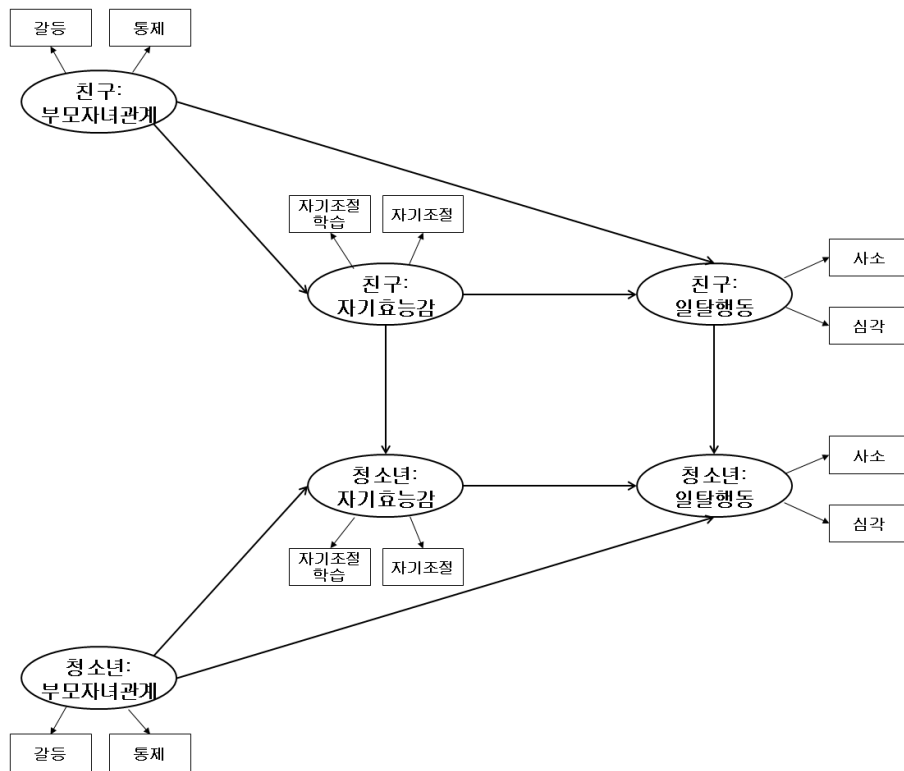 갈등
통제
친구:
부모자녀관계
자기조절
학습
자기조절
친구:
자기효능감
친구:
일탈행동
사소
심각
청소년:
자기효능감
청소년:
일탈행동
사소
심각
자기조절
학습
자기조절
청소년:
부모자녀관계
갈등
통제